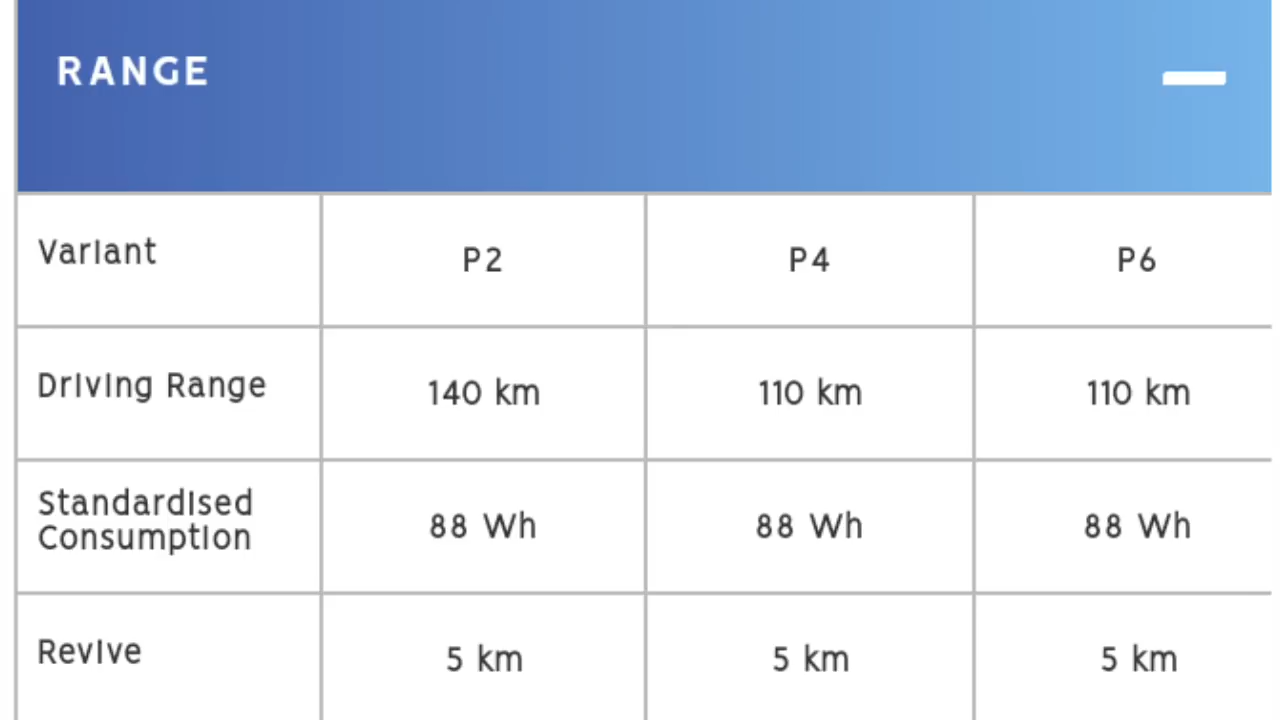 RANGE
Variant P2 P4 P6
Driving Range 140 km 110 km 110 km
Standardised
Consumption 88 Wh 88 Wh 88 Wh
Revive 5 km 5 km 5 km